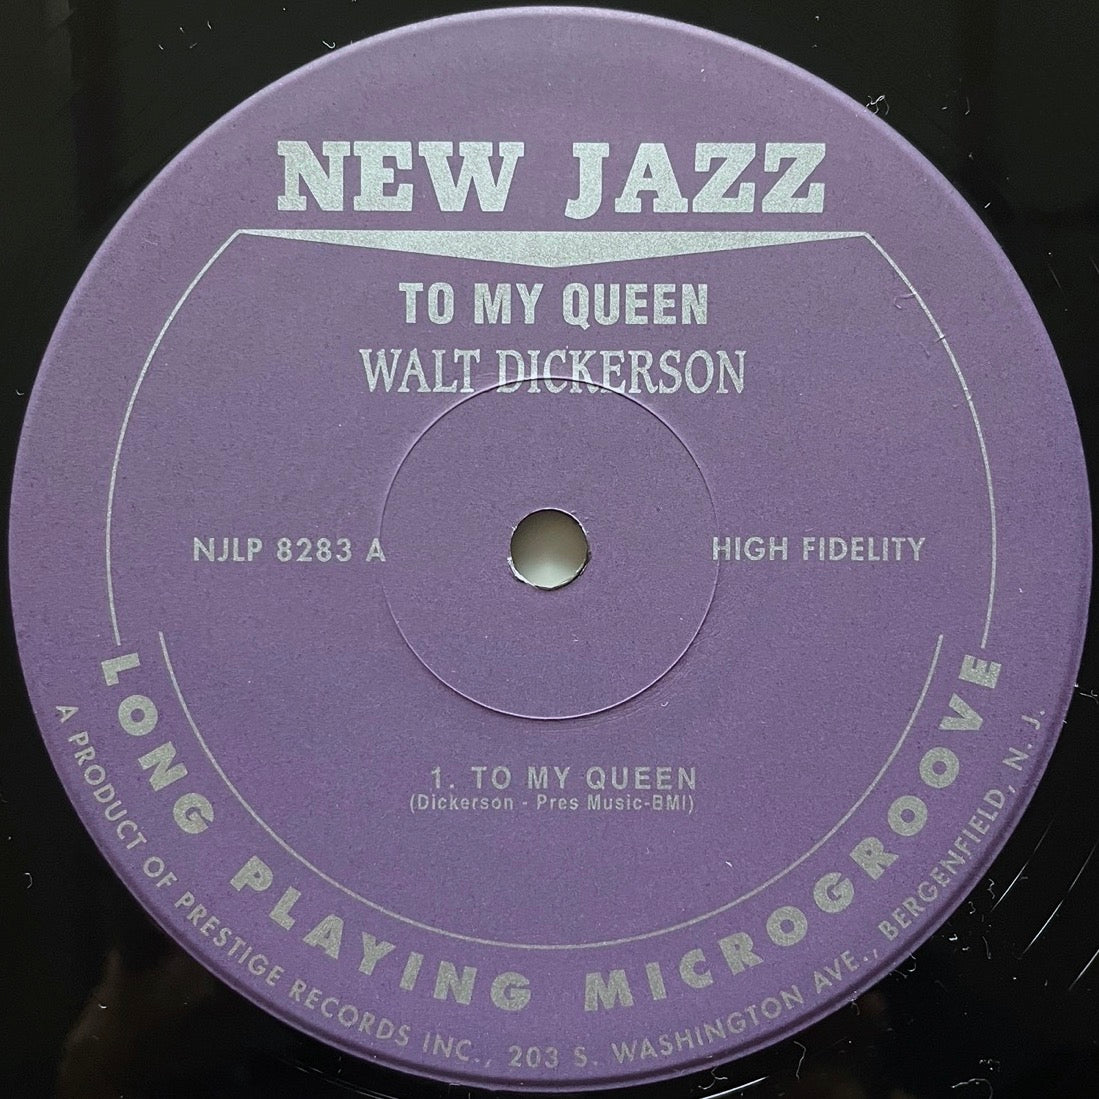 NEW JAZZ
TO MY QUEEN
WALT DICKERSON
NJLP 8283 A
HIGH FIDELITY
1. TO MY QUEEN
(Dickerson - Pres Music-BMI)
LONG PLAYING MICROGROOVE
A PRODUCT OF PRESTIGE RECORDS INC., 203 S. WASHINGTON AVE., BERGENFIELD, N. J.